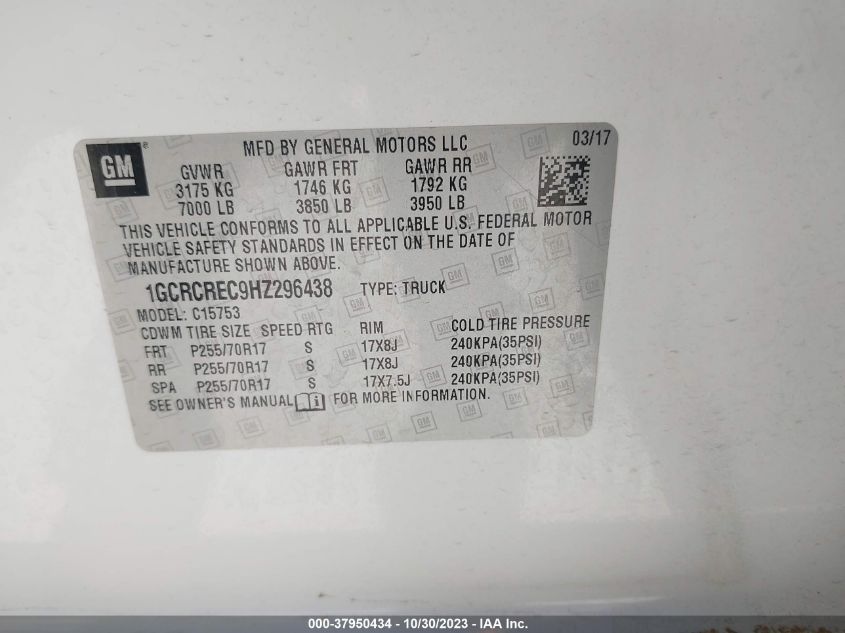 GM ®
MFD BY GENERAL MOTORS LLC 03/17
GVWR GAWR FRT GAWR RR
3175 KG 1746 KG 1792 KG
7000 LB 3850 LB 3950 LB
THIS VEHICLE CONFORMS TO ALL APPLICABLE U.S. FEDERAL MOTOR
VEHICLE SAFETY STANDARDS IN EFFECT ON THE DATE OF
MANUFACTURE SHOWN ABOVE.
1GCRCREC9HZ296438 TYPE: TRUCK
MODEL: C15753
CDWM TIRE SIZE SPEED RTG RIM COLD TIRE PRESSURE
FRT P255/70R17 S 17X8J 240KPA(35PSI)
RR P255/70R17 S 17X8J 240KPA(35PSI)
SPA P255/70R17 S 17X7.5J 240KPA(35PSI)
SEE OWNER'S MANUAL FOR MORE INFORMATION.
000-37950434 - 10/30/2023 - IAA Inc.